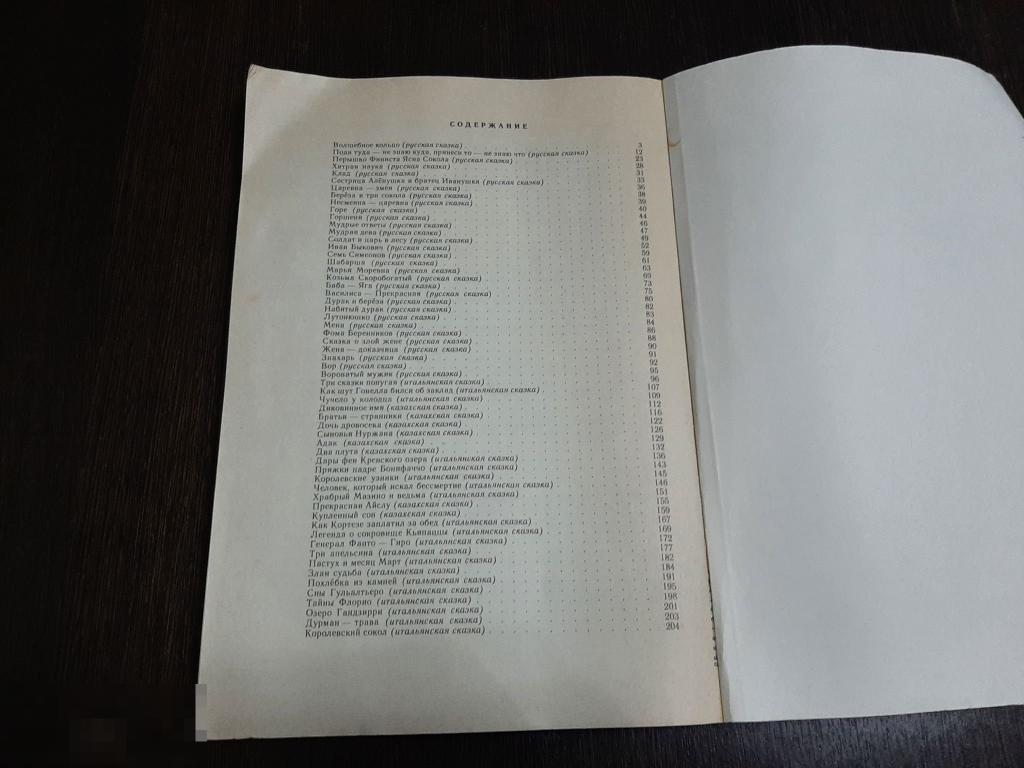 СОДЕРЖАНИЕ
Волшебное кольцо (русская сказка) 3
Поди туда — не знаю куда, принеси то — не знаю что (русская сказка) 12
Перышко Финиста Ясна Сокола (русская сказка) 23
Хитрая наука (русская сказка) 28
Клад (русская сказка) 31
Сестрица Алёнушка и братец Иванушка (русская сказка) 33
Царевна — змея (русская сказка) 36
Берёза и три сокола (русская сказка) 38
Несмеяна — царевна (русская сказка) 39
Горе (русская сказка) 40
Горшеня (русская сказка) 44
Мудрые ответы (русская сказка) 46
Мудрая дева (русская сказка) 47
Солдат и царь в лесу (русская сказка) 49
Иван Быкович (русская сказка) 52
Семь Симеонов (русская сказка) 59
Шабарша (русская сказка) 61
Марья Моревна (русская сказка) 63
Козьма Скоробогатый (русская сказка) 69
Баба — Яга (русская сказка) 73
Василиса — Прекрасная (русская сказка) 75
Дурак и берёза (русская сказка) 80
Набитый дурак (русская сказка) 82
Лутонюшко (русская сказка) 83
Мена (русская сказка) 84
Фома Беренников (русская сказка) 86
Сказка о злой жене (русская сказка) 88
Жена — доказчица (русская сказка) 90
Знахарь (русская сказка) 91
Вор (русская сказка) 92
Вороватый мужик (русская сказка) 95
Три сказки попугая (итальянская сказка) 96
Как шут Гонелла бился об заклад (итальянская сказка) 107
Чучело у колодца (итальянская сказка) 109
Диковинное имя (казахская сказка) 112
Братья — странники (казахская сказка) 116
Дочь дровосека (казахская сказка) 122
Сыновья Нуржана (казахская сказка) 126
Адак (казахская сказка) 129
Два плута (казахская сказка) 132
Дары феи Кренского озера (итальянская сказка) 136
Прижки падре Бонифаччо (итальянская сказка) 143
Королевские узники (итальянская сказка) 145
Человек, который искал бессмертие (итальянская сказка) 146
Храбрый Мазино и ведьма (итальянская сказка) 151
Прекрасная Айслу (казахская сказка) 155
Купленный сон (казахская сказка) 159
Как Кортезе заплатил за обед (итальянская сказка) 167
Легенда о сокровище Кьяпаццы (итальянская сказка) 169
Генерал Фанто — Гиро (итальянская сказка) 172
Три апельсина (итальянская сказка) 177
Пастух и месяц Март (итальянская сказка) 182
Злая судьба (итальянская сказка) 184
Похлёбка из камней (итальянская сказка) 191
Сны Гульальтьеро (итальянская сказка) 195
Тайны Флорио (итальянская сказка) 198
Озеро Гандзирри (итальянская сказка) 201
Дурман — трава (итальянская сказка) 203
Королевский сокол (итальянская сказка) 204